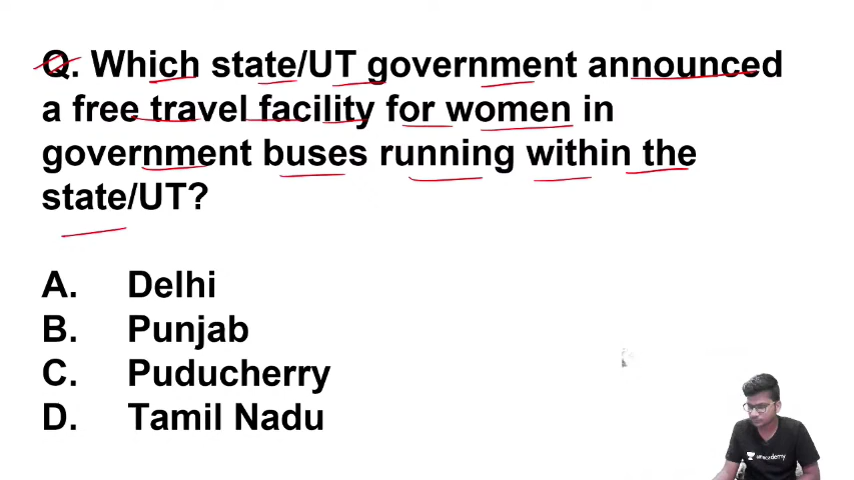 Q. Which state/UT government announced
a free travel facility for women in
government buses running within the
state/UT?
A. Delhi
B. Punjab
C. Puducherry
D. Tamil Nadu
unacademy